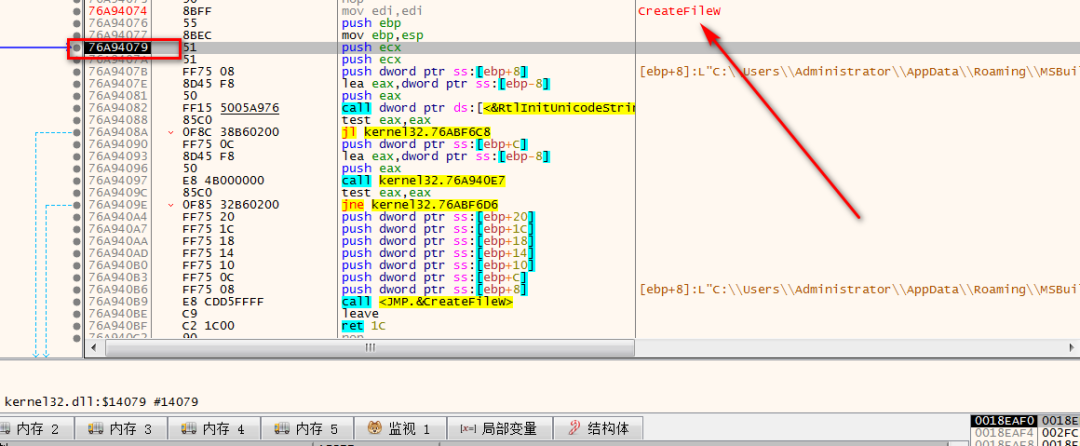 76A94074 8BFF mov edi,edi CreateFileW
76A94076 55 push ebp
76A94077 8BEC mov ebp,esp
76A94079 51 push ecx
76A9407A 51 push ecx
76A9407B FF75 08 push dword ptr ss:[ebp+8] [ebp+8]:L"C:\\Users\\Administrator\\AppData\\Roaming\\MSBuil
76A9407E 8D45 F8 lea eax,dword ptr ss:[ebp-8]
76A94081 50 push eax
76A94082 FF15 5005A976 call dword ptr ds:[<&RtlInitUnicodeStrin
76A94088 85C0 test eax,eax
76A9408A 0F8C 38B60200 jl kernel32.76ABF6C8
76A94090 FF75 0C push dword ptr ss:[ebp+C]
76A94093 8D45 F8 lea eax,dword ptr ss:[ebp-8]
76A94096 50 push eax
76A94097 E8 4B000000 call kernel32.76A940E7
76A9409C 85C0 test eax,eax
76A9409E 0F85 32B60200 jne kernel32.76ABF6D6
76A940A4 FF75 20 push dword ptr ss:[ebp+20]
76A940A7 FF75 1C push dword ptr ss:[ebp+1C]
76A940AA FF75 18 push dword ptr ss:[ebp+18]
76A940AD FF75 14 push dword ptr ss:[ebp+14]
76A940B0 FF75 10 push dword ptr ss:[ebp+10]
76A940B3 FF75 0C push dword ptr ss:[ebp+C]
76A940B6 FF75 08 push dword ptr ss:[ebp+8] [ebp+8]:L"C:\\Users\\Administrator\\AppData\\Roaming\\MSBuil
76A940B9 E8 CDD5FFFF call <JMP.&CreateFileW>
76A940BE C9 leave
76A940BF C2 1C00 ret 1C
76A940C2 90 nop
kernel32.dll:$14079 #14079
内存 2 内存 3 内存 4 内存 5 监视 1 [x=] 局部变量 结构体
0018EAF0 0018E
0018EAF4 002FC